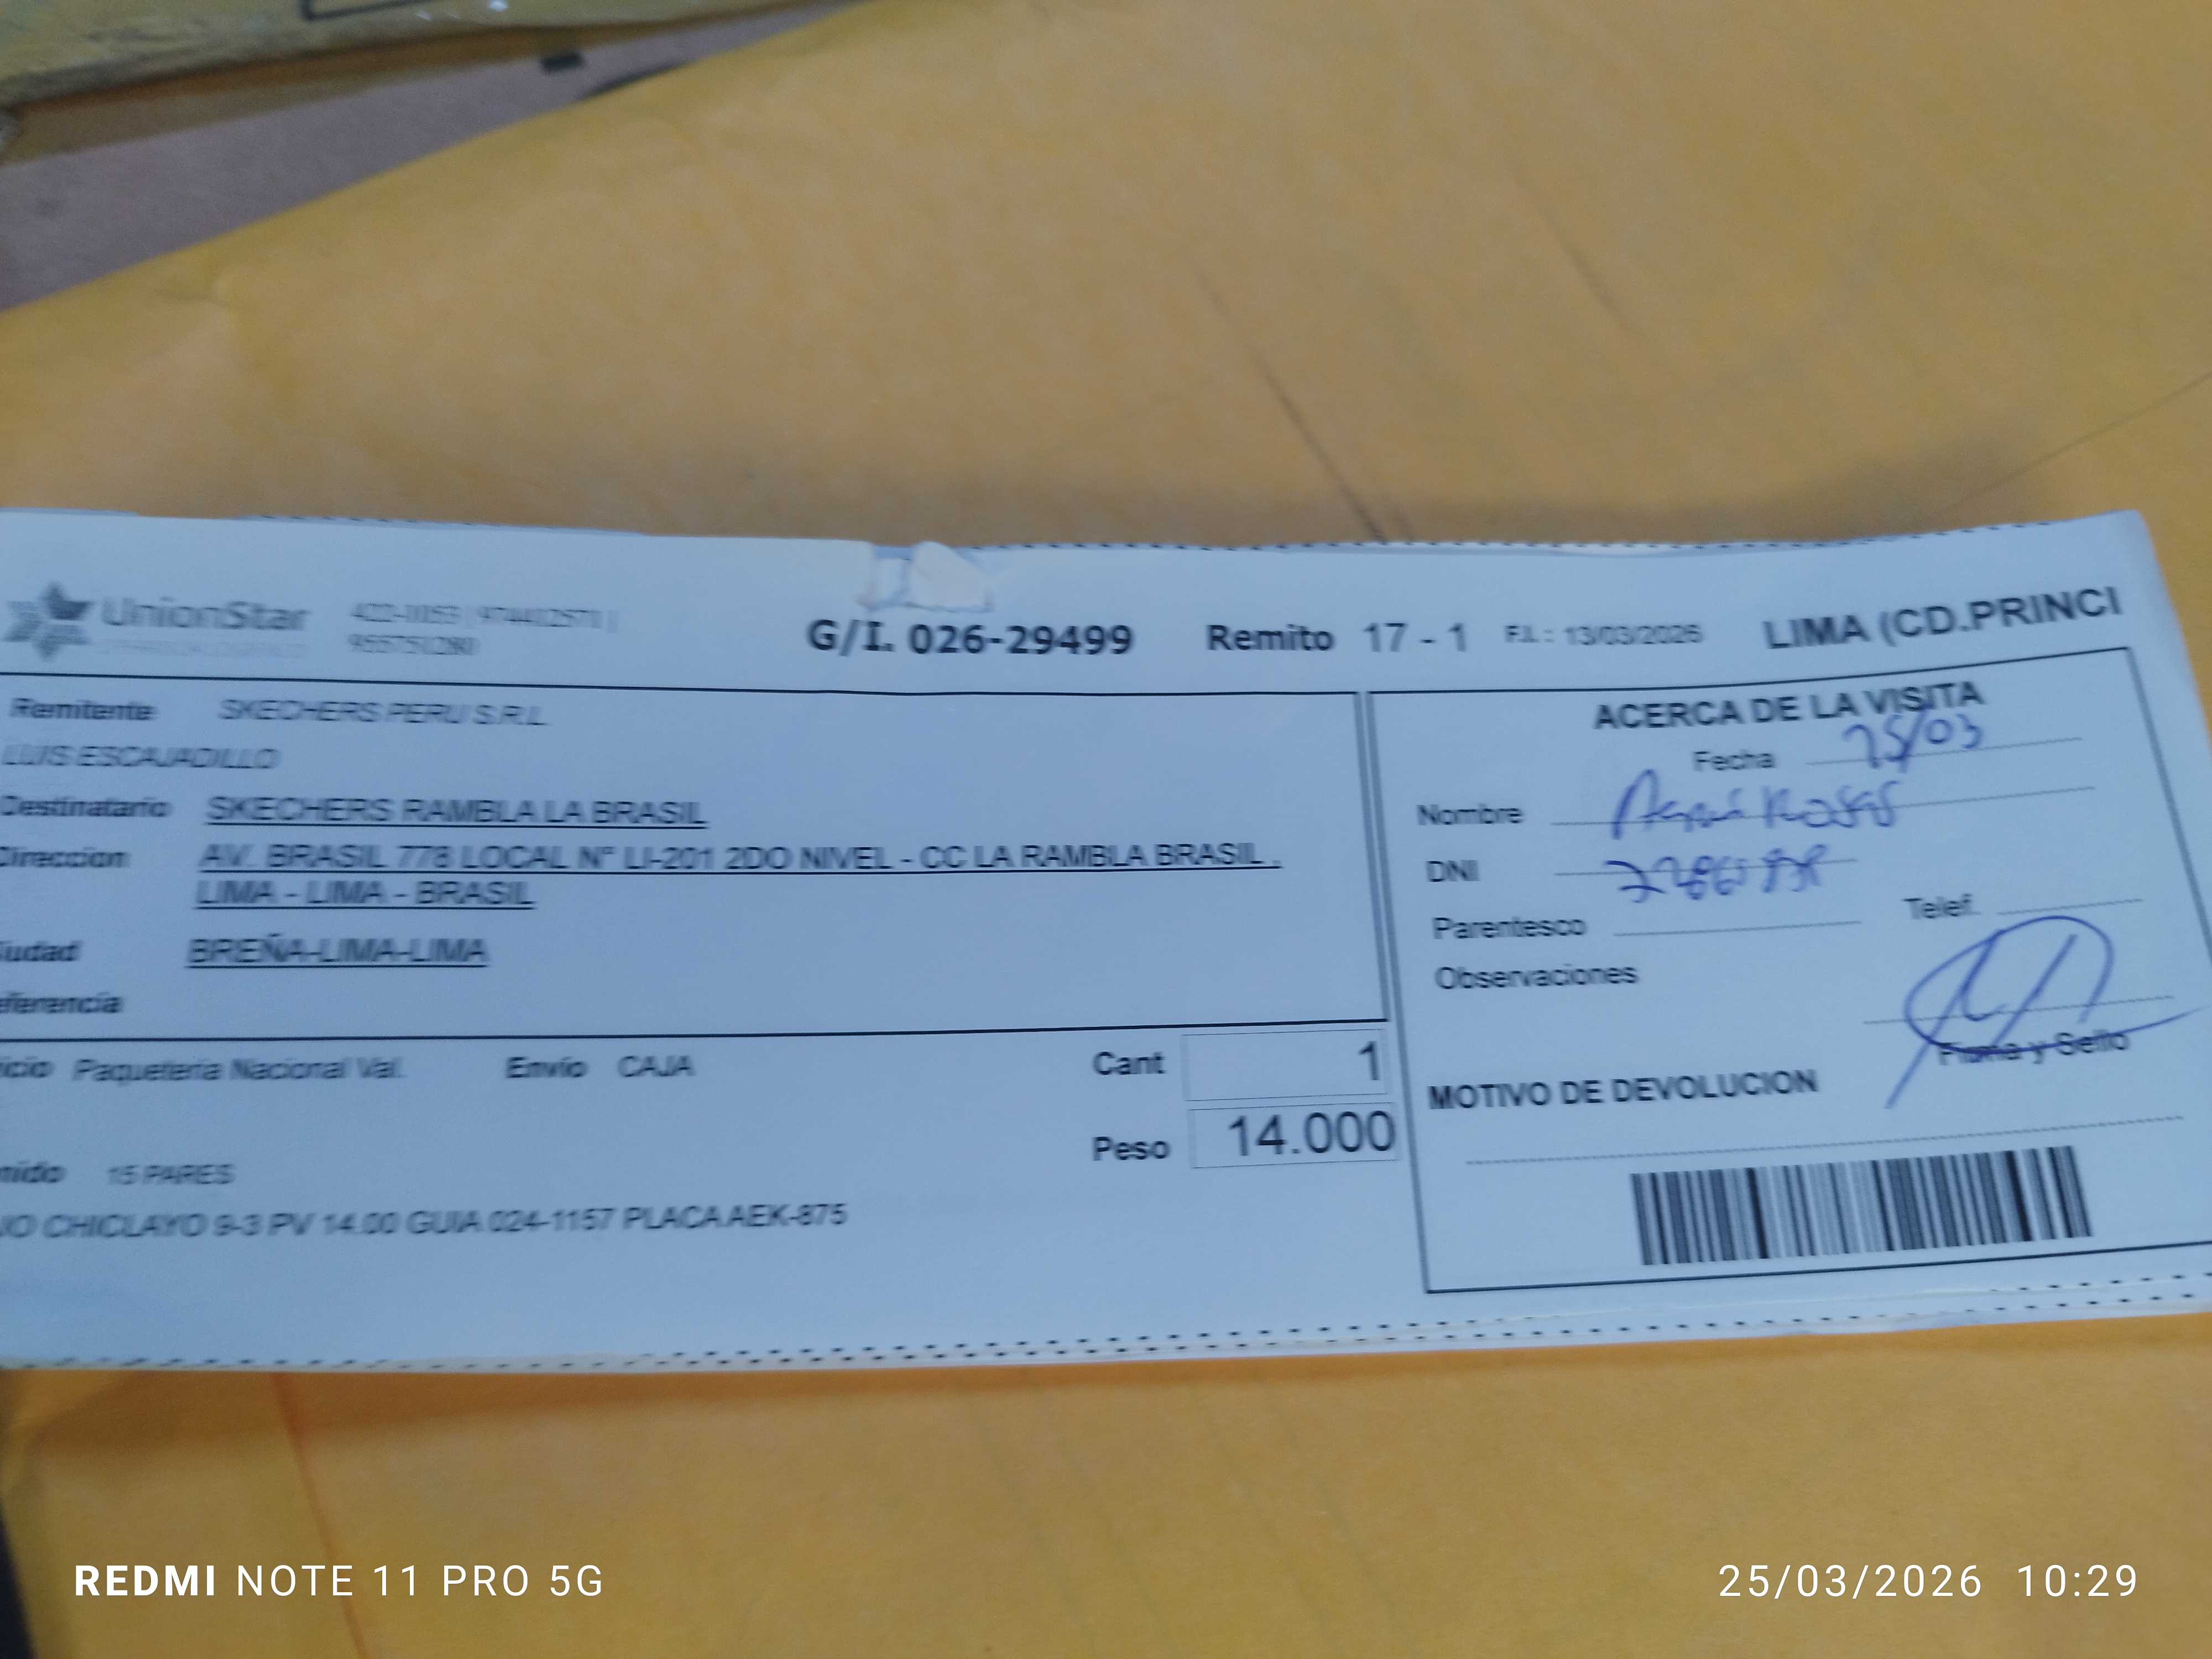 UnionStar
G/I. 026-29499 Remito 17 - 1 F.I.: 13/03/2026 LIMA (CD.PRINCI
Remitente SKECHERS PERU S.R.L
LUIS ESCAJADILLO
Destinatario SKECHERS RAMBLA LA BRASIL
Direccion AV. BRASIL 778 LOCAL N° LI-201 2DO NIVEL - CC LA RAMBLA BRASIL .
LIMA - LIMA - BRASIL
iudad BREÑA-LIMA-LIMA
eferencia
icio Paqueteria Nacional Val. Envío CAJA
Cant 1
Peso 14.000
nido 15 PARES
O CHICLAYO 9-3 PV 14.00 GUIA 024-1157 PLACA AEK-875
ACERCA DE LA VISITA
Fecha 25/03
Nombre
DNI
Parentesco Telef.
Observaciones
Firma y Sello
MOTIVO DE DEVOLUCION
REDMI NOTE 11 PRO 5G
25/03/2026 10:29